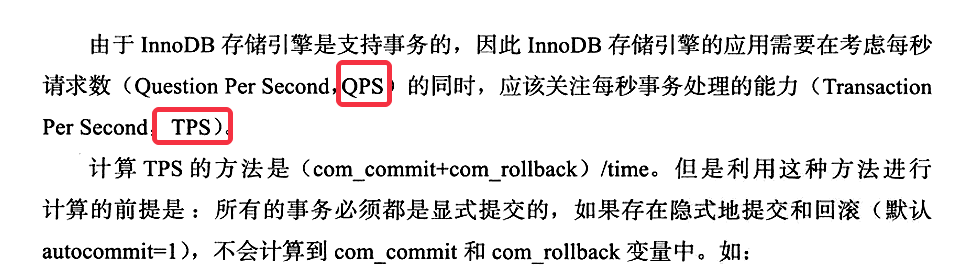 由于 InnoDB 存储引擎是支持事务的，因此 InnoDB 存储引擎的应用需要在考虑每秒
请求数（Question Per Second，QPS）的同时，应该关注每秒事务处理的能力（Transaction
Per Second， TPS）。
计算 TPS 的方法是（com_commit+com_rollback）/time。但是利用这种方法进行
计算的前提是：所有的事务必须都是显式提交的，如果存在隐式地提交和回滚（默认
autocommit=1），不会计算到 com_commit 和 com_rollback 变量中。如：